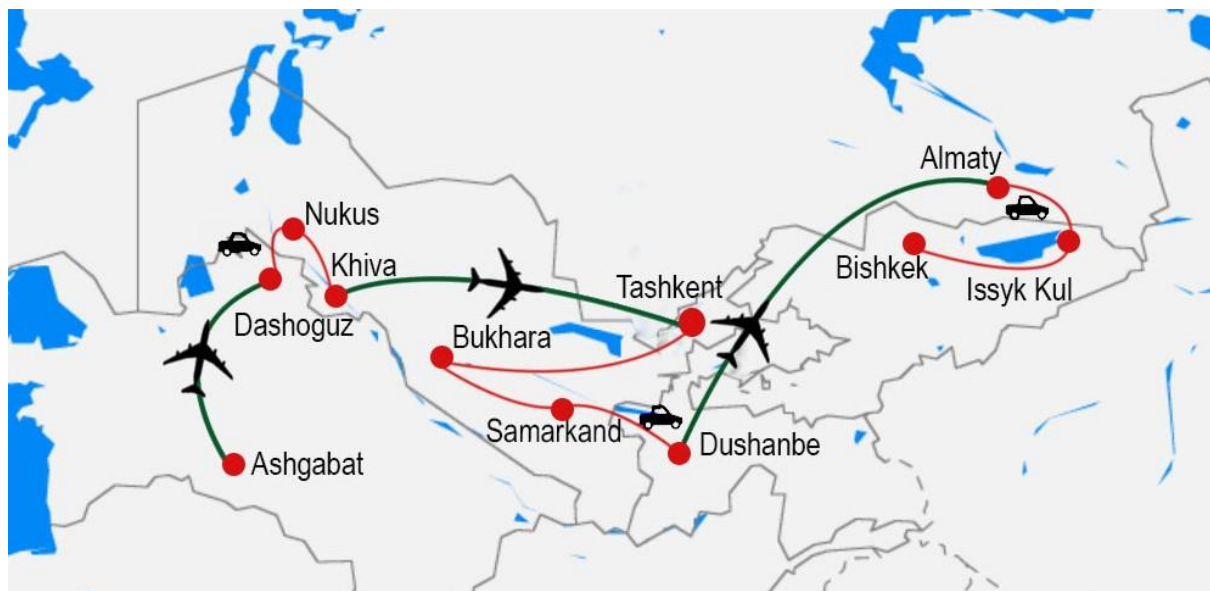 Almaty
Nukus
Khiva
Bishkek
Issyk Kul
Tashkent
Dashoguz
Bukhara
Samarkand
Dushanbe
Ashgabat